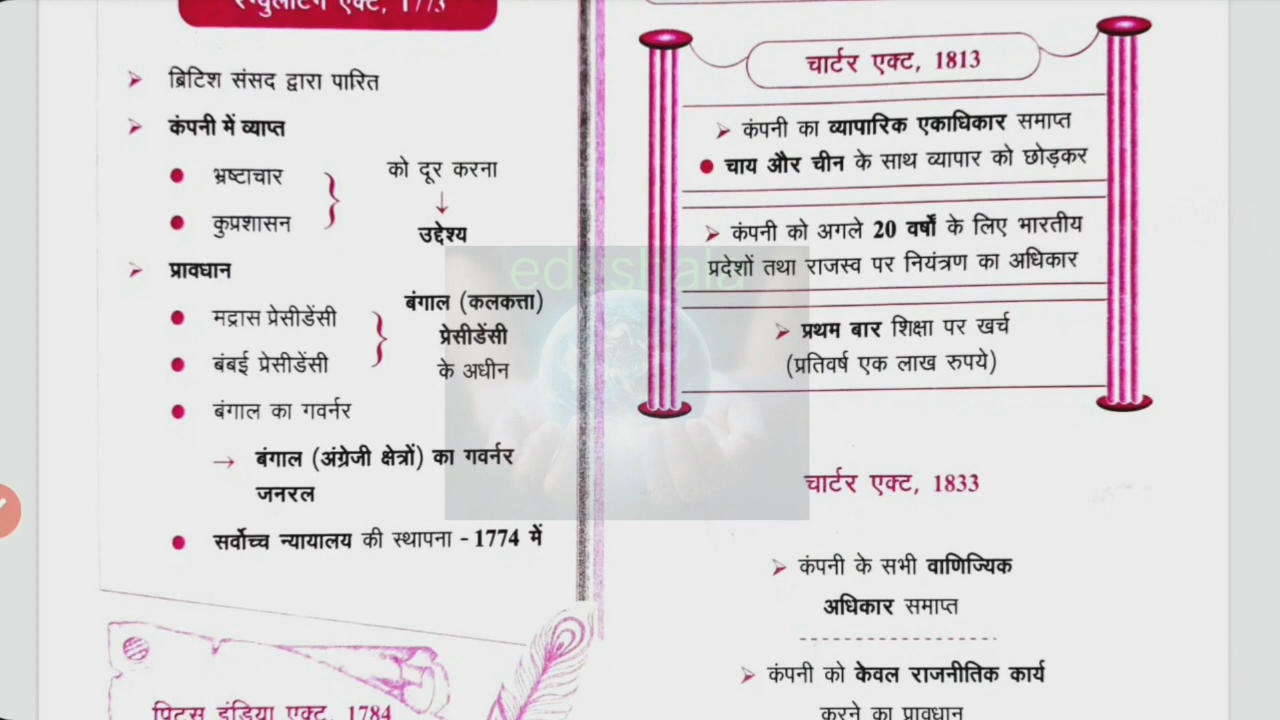 रेग्युलेटिंग एक्ट, 1773
ब्रिटिश संसद द्वारा पारित
कंपनी में व्याप्त
भ्रष्टाचार
कुप्रशासन
को दूर करना
↓
उद्देश्य
प्रावधान
मद्रास प्रेसीडेंसी
बंबई प्रेसीडेंसी
बंगाल (कलकत्ता)
प्रेसीडेंसी
के अधीन
बंगाल का गवर्नर
→ बंगाल (अंग्रेजी क्षेत्रों) का गवर्नर
जनरल
सर्वोच्च न्यायालय की स्थापना - 1774 में
पिट्स इंडिया एक्ट, 1784
चार्टर एक्ट, 1813
कंपनी का व्यापारिक एकाधिकार समाप्त
चाय और चीन के साथ व्यापार को छोड़कर
कंपनी को अगले 20 वर्षों के लिए भारतीय
प्रदेशों तथा राजस्व पर नियंत्रण का अधिकार
प्रथम बार शिक्षा पर खर्च
(प्रतिवर्ष एक लाख रुपये)
चार्टर एक्ट, 1833
कंपनी के सभी वाणिज्यिक
अधिकार समाप्त
कंपनी को केवल राजनीतिक कार्य
करने का प्रावधान